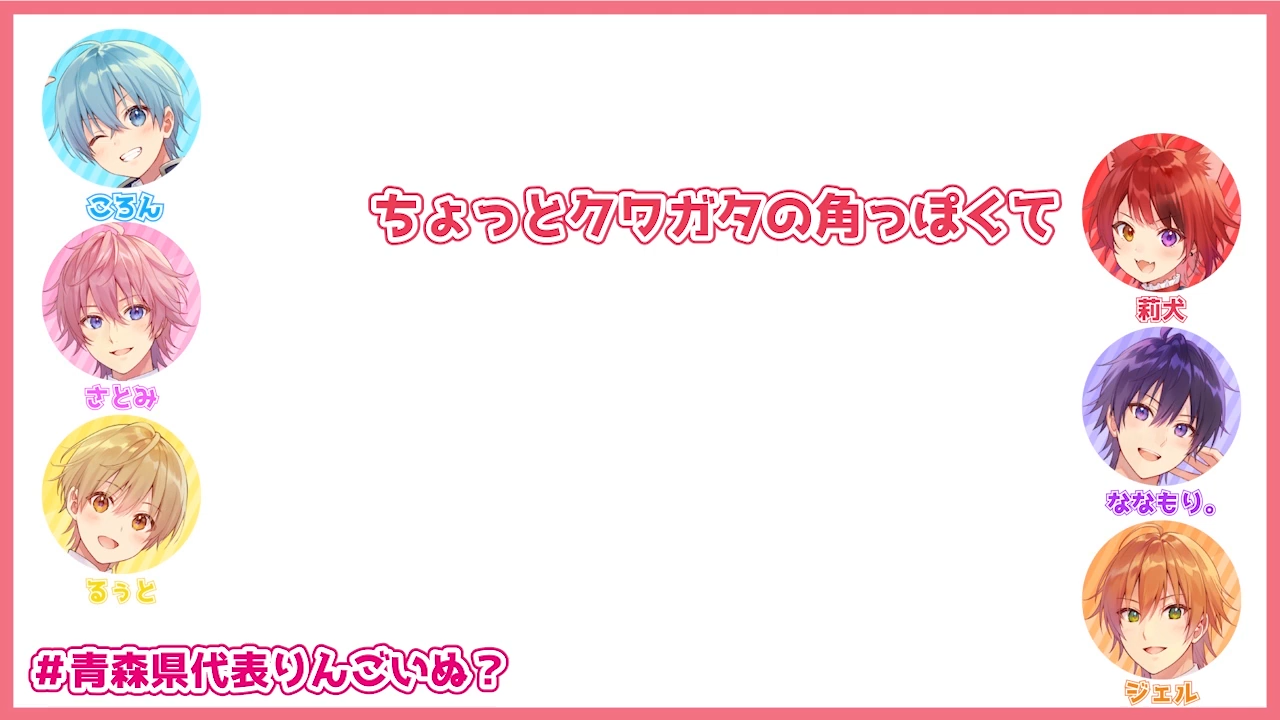 ころん
ちょっとクワガタの角っぽくて
莉犬
さとみ
ななもり。
るぅと
#青森県代表りんごいぬ?
ジェル